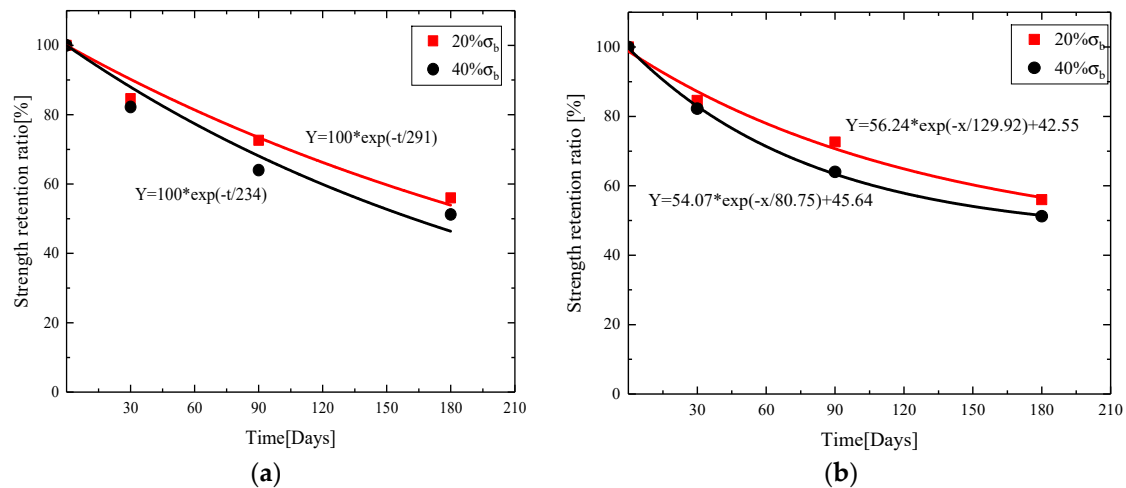 20%σb
40%σb
Y=100*exp(-t/291)
Y=100*exp(-t/234)
Strength retention ratio[%]
100
80
60
40
20
0
30 60 90 120 150 180 210
Time[Days]
(a)
20%σb
40%σb
Y=56.24*exp(-x/129.92)+42.55
Y=54.07*exp(-x/80.75)+45.64
Strength retention ratio [%]
100
80
60
40
20
0
30 60 90 120 150 180 210
Time[Days]
(b)